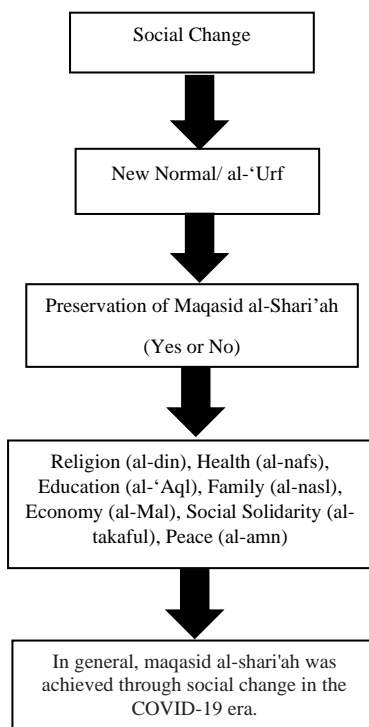 Social Change
New Normal/ al-‘Urf
Preservation of Maqasid al-Shari’ah
(Yes or No)
Religion (al-din), Health (al-nafs),
Education (al-‘Aql), Family (al-nasl),
Economy (al-Mal), Social Solidarity (al-
takaful), Peace (al-amn)
In general, maqasid al-shari'ah was
achieved through social change in the
COVID-19 era.